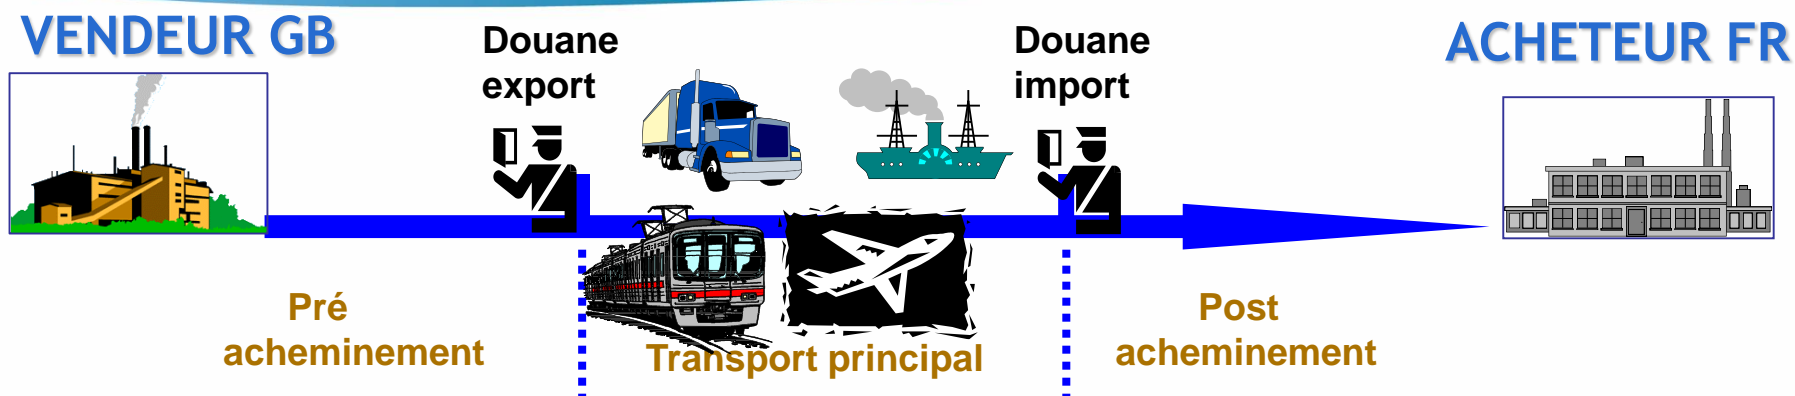 VENDEUR GB
Douane
export
Douane
import
ACHETEUR FR
Pré
acheminement
Transport principal
Post
acheminement